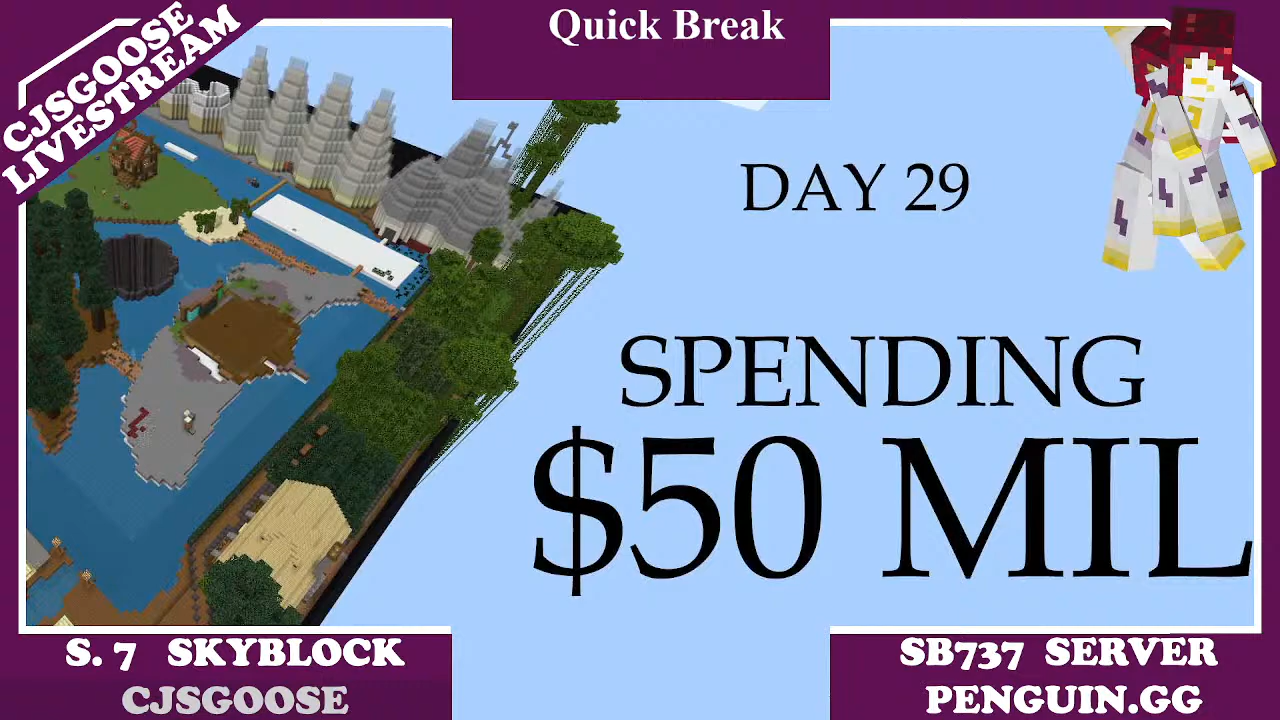 CJSGOOSE
LIVESTREAM
Quick Break
DAY 29
SPENDING
$50 MIL
S. 7 SKYBLOCK
CJSGOOSE
SB737 SERVER
PENGUIN.GG